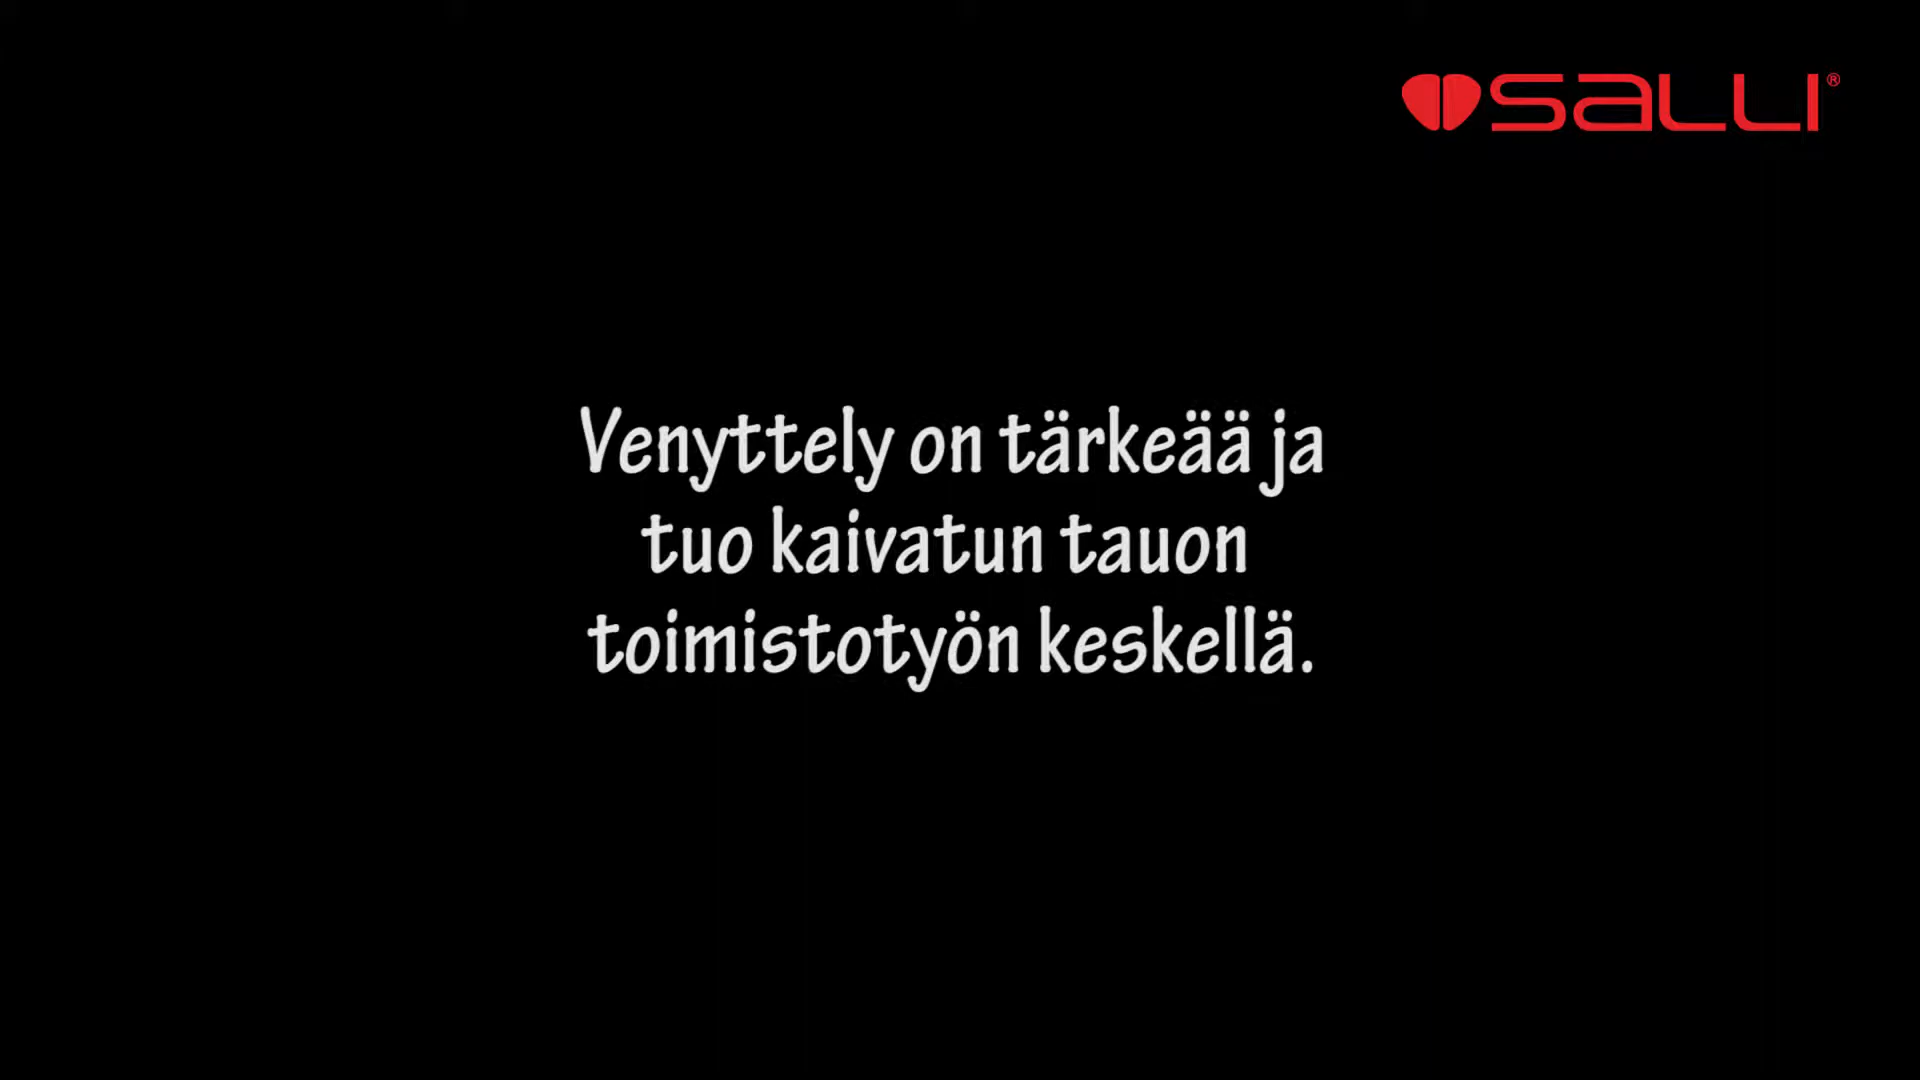 SALLI®
Venyttely on tärkeää ja
tuo kaivatun tauon
toimistotyön keskellä.